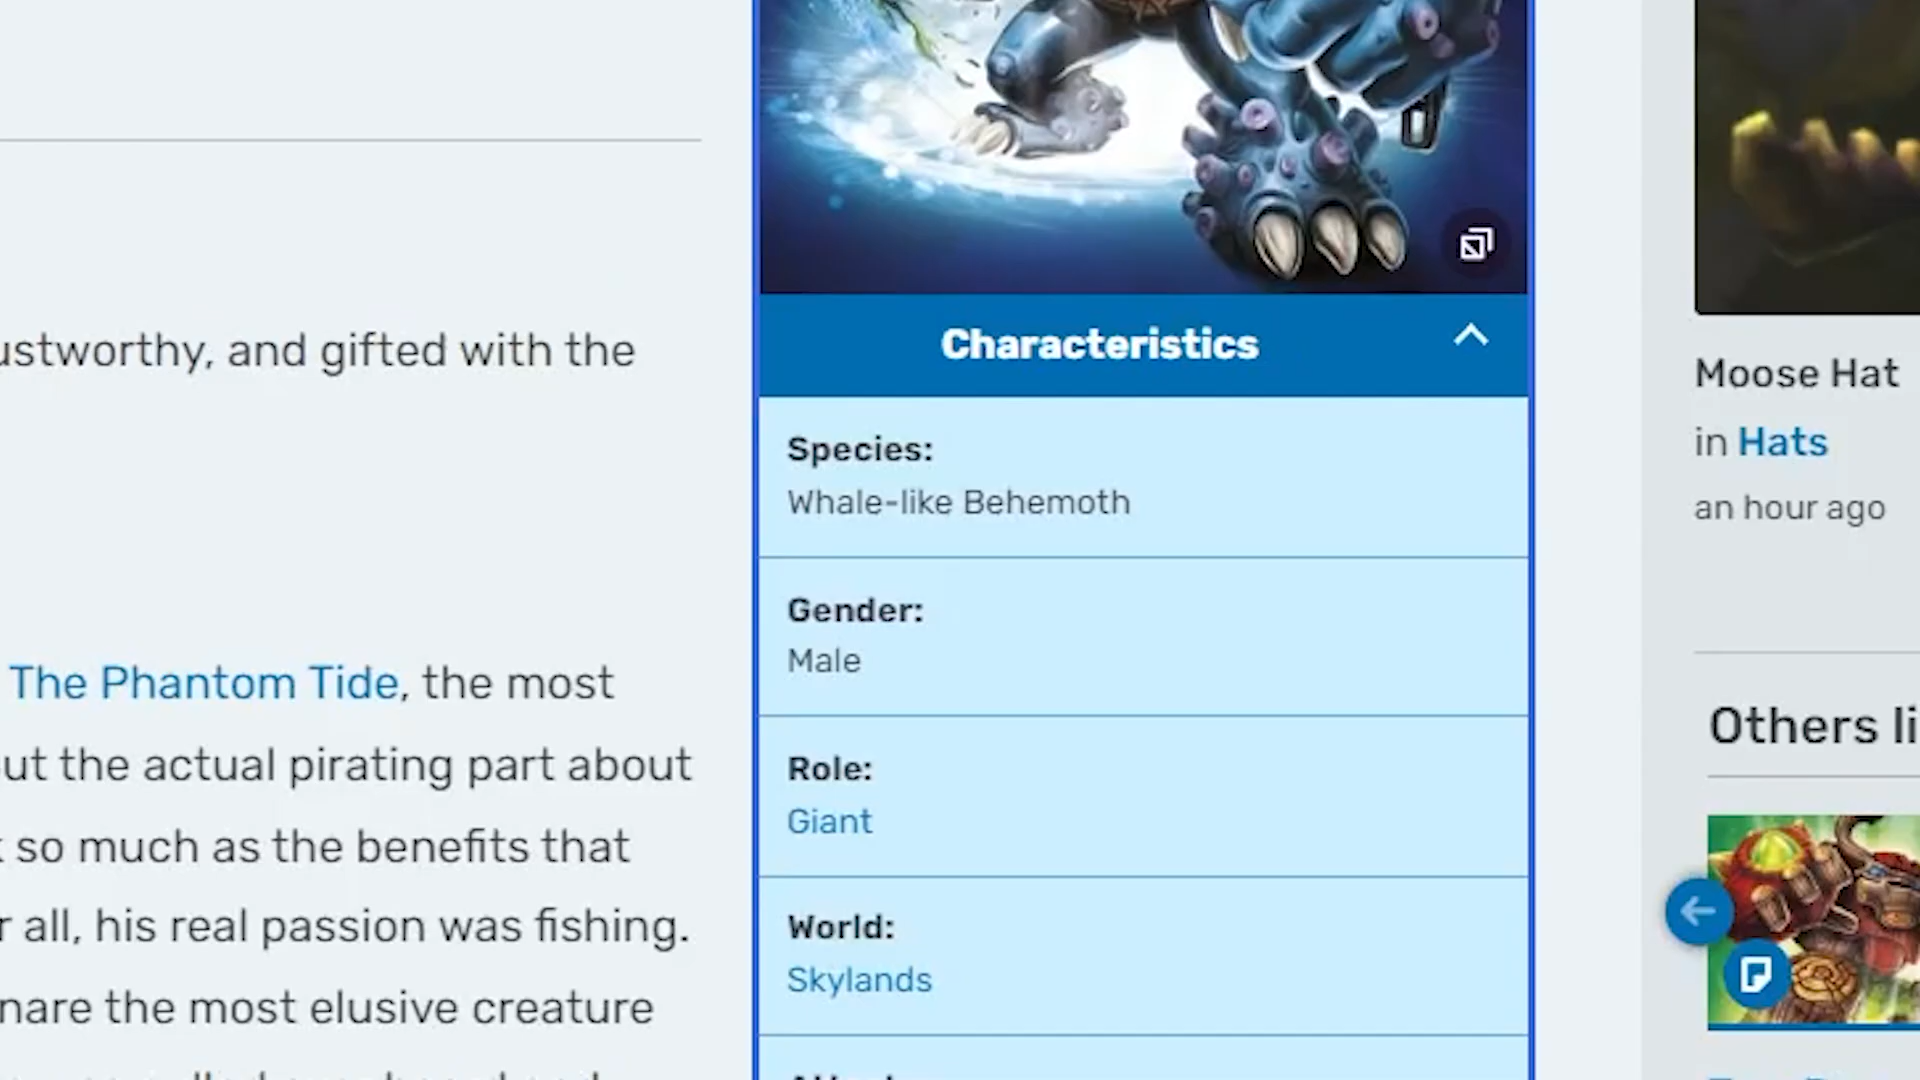 ustworthy, and gifted with the
The Phantom Tide, the most
ut the actual pirating part about
so much as the benefits that
r all, his real passion was fishing.
nare the most elusive creature
Characteristics
Species:
Whale-like Behemoth
Gender:
Male
Role:
Giant
World:
Skylands
Moose Hat
in Hats
an hour ago
Others li